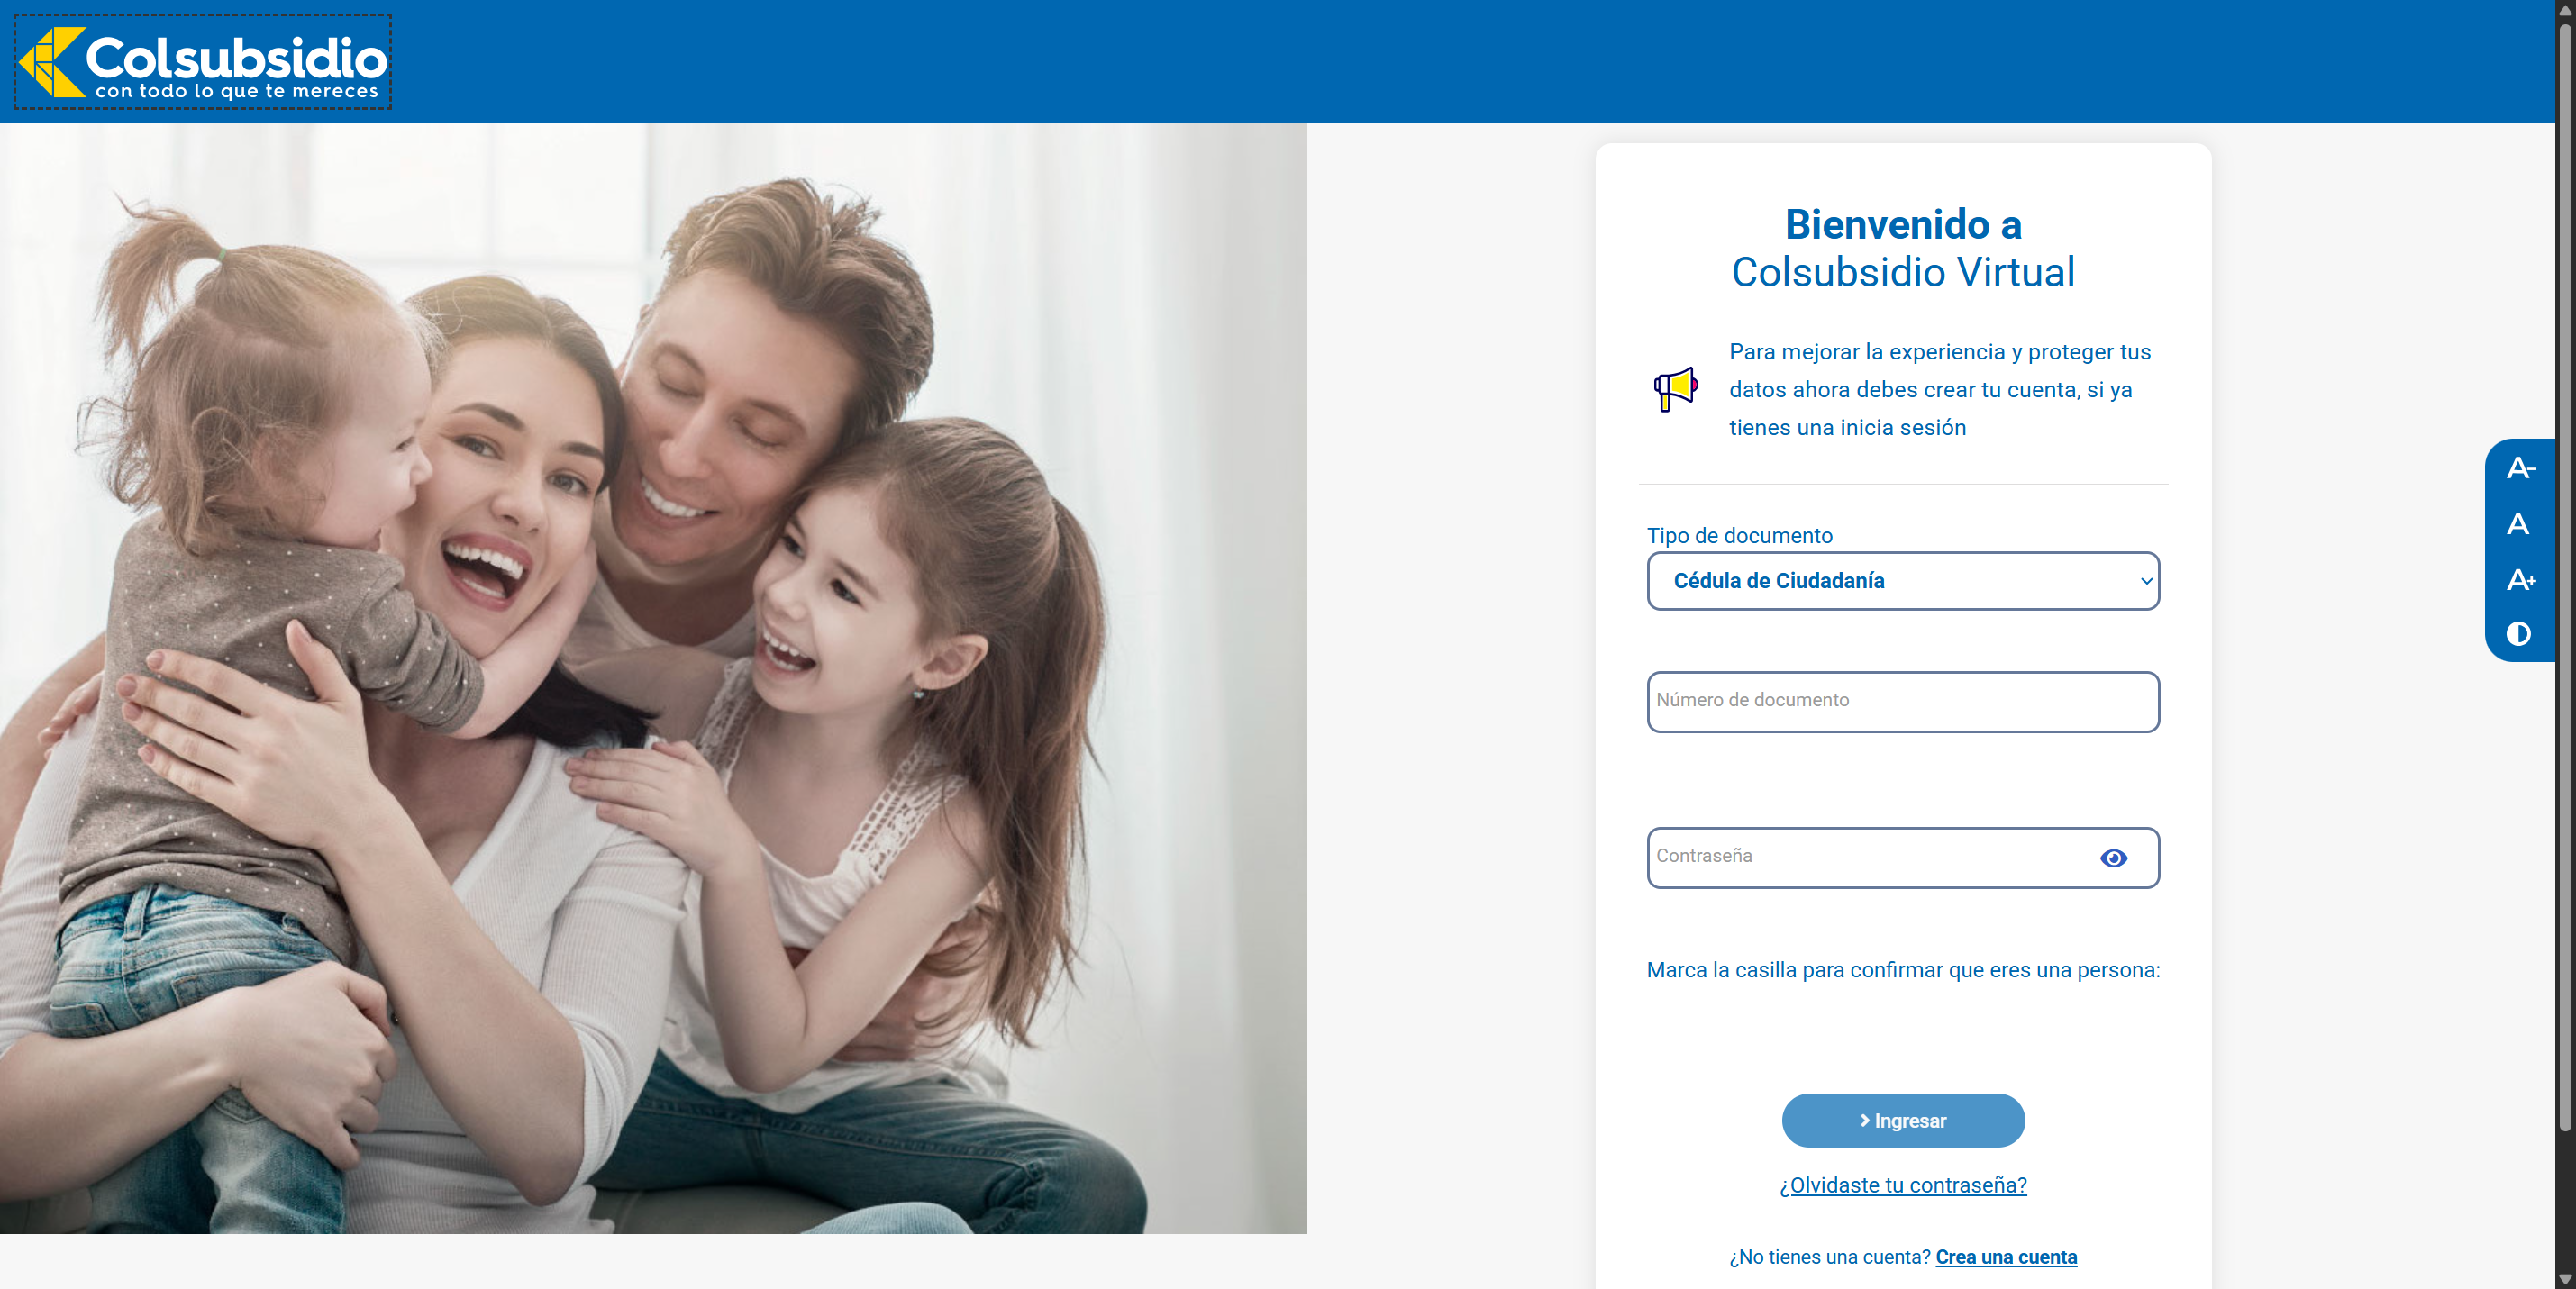 Colsubsidio
con todo lo que te mereces
Bienvenido a
Colsubsidio Virtual
Para mejorar la experiencia y proteger tus
datos ahora debes crear tu cuenta, si ya
tienes una inicia sesión
Tipo de documento
Cédula de Ciudadanía
Número de documento
Contraseña
Marca la casilla para confirmar que eres una persona:
Ingresar
¿Olvidaste tu contraseña?
¿No tienes una cuenta? Crea una cuenta
A-
A
A+